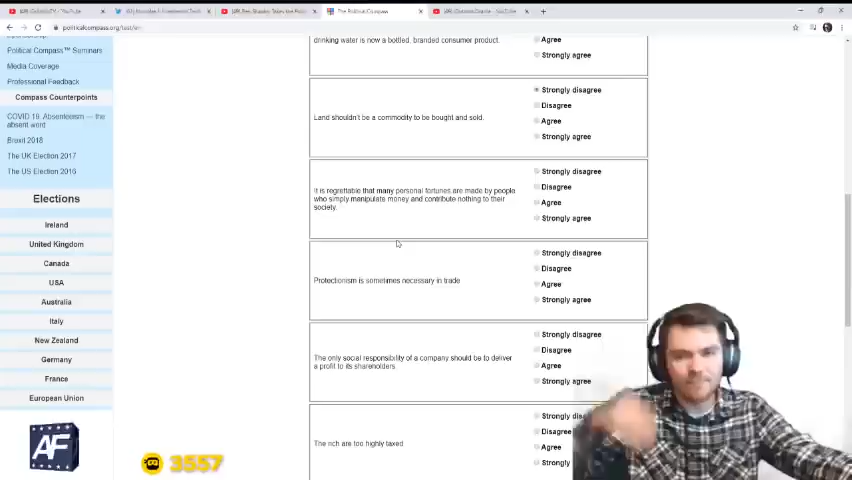 The Political Compass
politicalcompass.org/test/en
Political Compass™ Seminars
Media Coverage
Professional Feedback
Compass Counterpoints
COVID 19. Absenteeism — the
absent word
Brexit 2018
The UK Election 2017
The US Election 2016
Elections
Ireland
United Kingdom
Canada
USA
Australia
Italy
New Zealand
Germany
France
European Union
AF
drinking water is now a bottled, branded consumer product.
Agree
Strongly agree
Land shouldn't be a commodity to be bought and sold.
Strongly disagree
Disagree
Agree
Strongly agree
It is regrettable that many personal fortunes are made by people
who simply manipulate money and contribute nothing to their
society.
Strongly disagree
Disagree
Agree
Strongly agree
Protectionism is sometimes necessary in trade
Strongly disagree
Disagree
Agree
Strongly agree
The only social responsibility of a company should be to deliver
a profit to its shareholders
Strongly disagree
Disagree
Agree
Strongly agree
The rich are too highly taxed
Strongly
Disagree
Agree
Strongly
3557